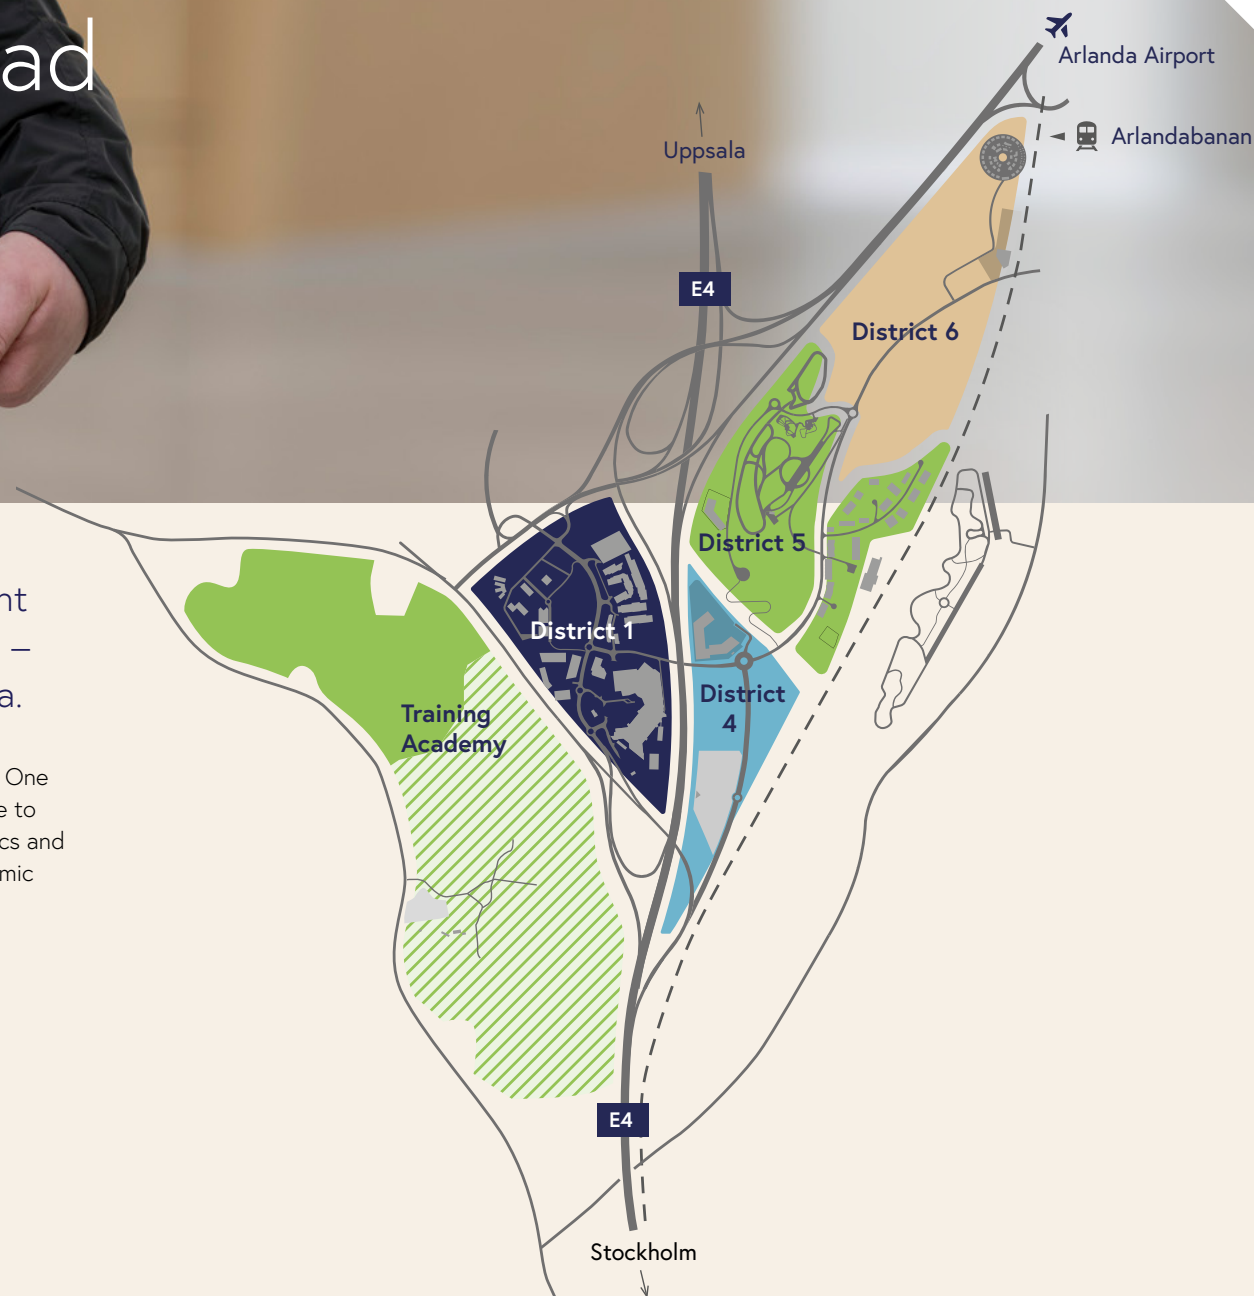 ad
Arlanda Airport
Arlandabanan
Uppsala
E4
District 6
District 5
District 1
District
4
Training
Academy
nt
–
a.
One
e to
cs and
mic
E4
Stockholm